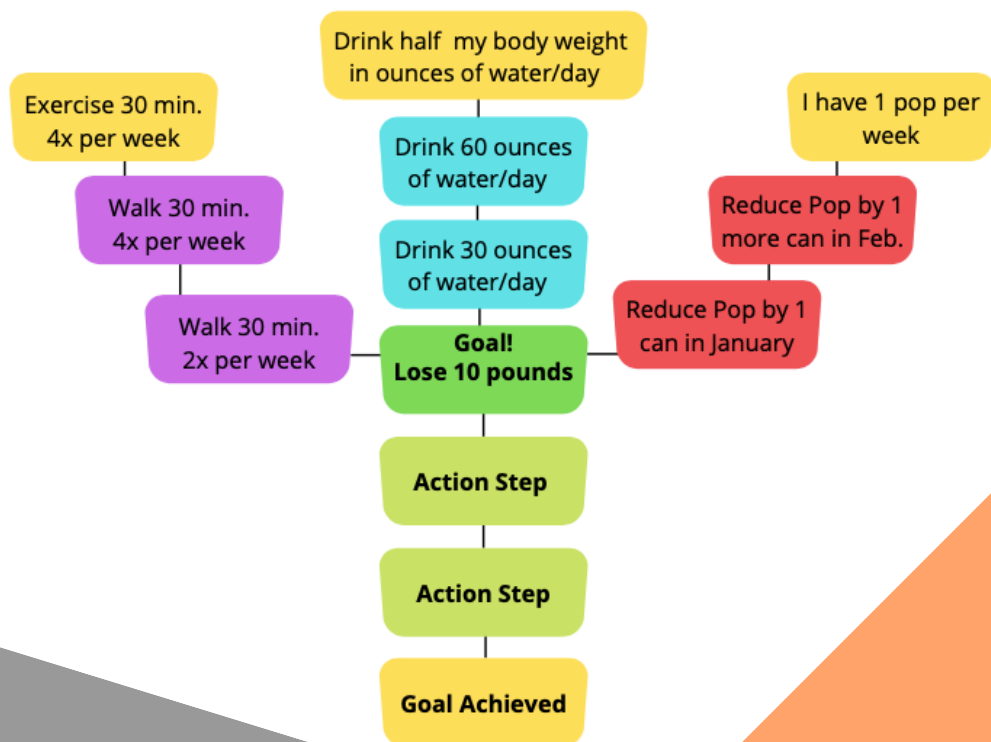 Drink half my body weight
in ounces of water/day
Exercise 30 min.
4x per week
I have 1 pop per
week
Drink 60 ounces
of water/day
Walk 30 min.
4x per week
Reduce Pop by 1
more can in Feb.
Drink 30 ounces
of water/day
Walk 30 min.
2x per week
Reduce Pop by 1
can in January
Goal!
Lose 10 pounds
Action Step
Action Step
Goal Achieved